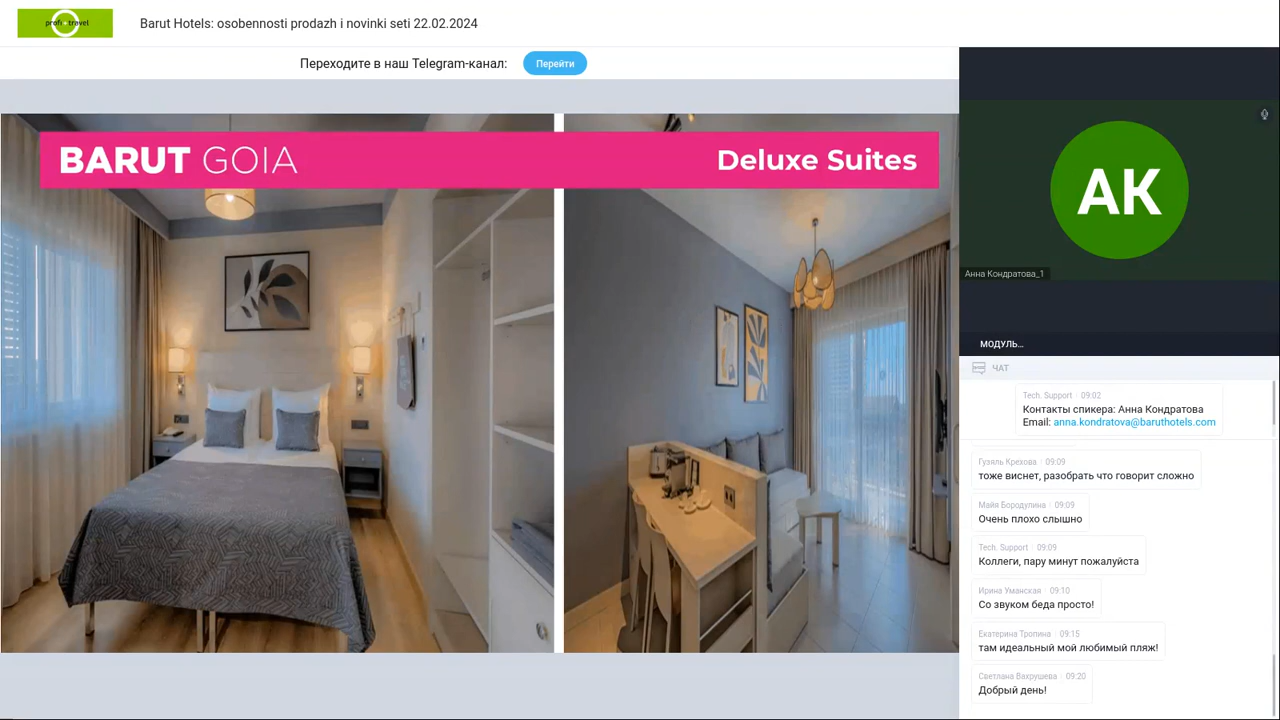 profi travel
Barut Hotels: osobennosti prodazh i novinki seti 22.02.2024
Переходите в наш Telegram-канал:
Перейти
BARUT GOIA
Deluxe Suites
АК
Анна Кондратова_1
МОДУЛЬ...
ЧАТ
Tech. Support · 09:02
Контакты спикера: Анна Кондратова
Email: anna.kondratova@baruthotels.com
Гузяль Крехова · 09:09
тоже виснет, разобрать что говорит сложно
Майя Бородулина · 09:09
Очень плохо слышно
Tech. Support · 09:09
Коллеги, пару минут пожалуйста
Ирина Уманская · 09:10
Со звуком беда просто!
Екатерина Тропина · 09:15
там идеальный мой любимый пляж!
Светлана Вахрушева · 09:20
Добрый день!